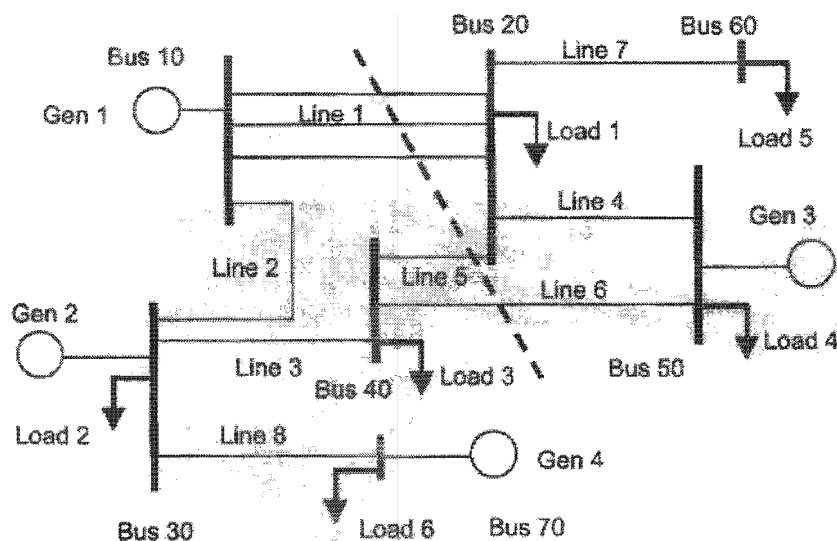 Bus 20
Bus 60
Bus 10
Line 7
Gen 1
Line 1
Load 1
Load 5
Line 4
Gen 3
Line 2
Line 5
Line 6
Gen 2
Load 4
Line 3
Bus 40
Load 3
Bus 50
Load 2
Line 8
Gen 4
Bus 30
Load 6
Bus 70